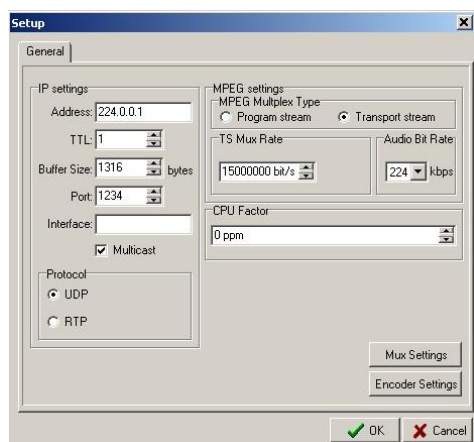 Setup
General
IP settings
Address: 224.0.0.1
TTL: 1
Buffer Size: 1316 bytes
Port: 1234
Interface:
Multicast
Protocol
UDP
RTP
MPEG settings
MPEG Multplex Type
Program stream Transport stream
TS Mux Rate
15000000 bit/s
Audio Bit Rate
224 kbps
CPU Factor
0 ppm
Mux Settings
Encoder Settings
OK Cancel